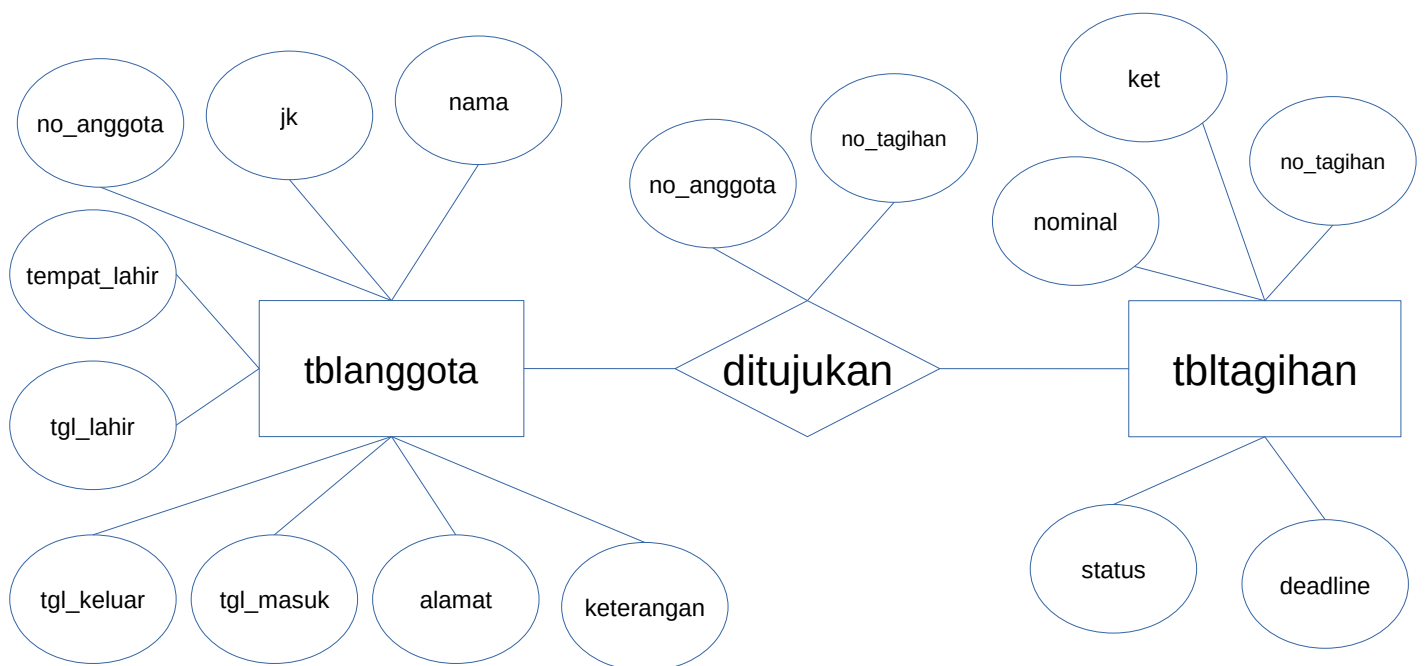 ket
nama
jk
no_anggota
no_tagihan
no_tagihan
no_anggota
nominal
tempat_lahir
tblanggota
ditujukan
tbltagihan
tgl_lahir
status
deadline
tgl_keluar
tgl_masuk
alamat
keterangan